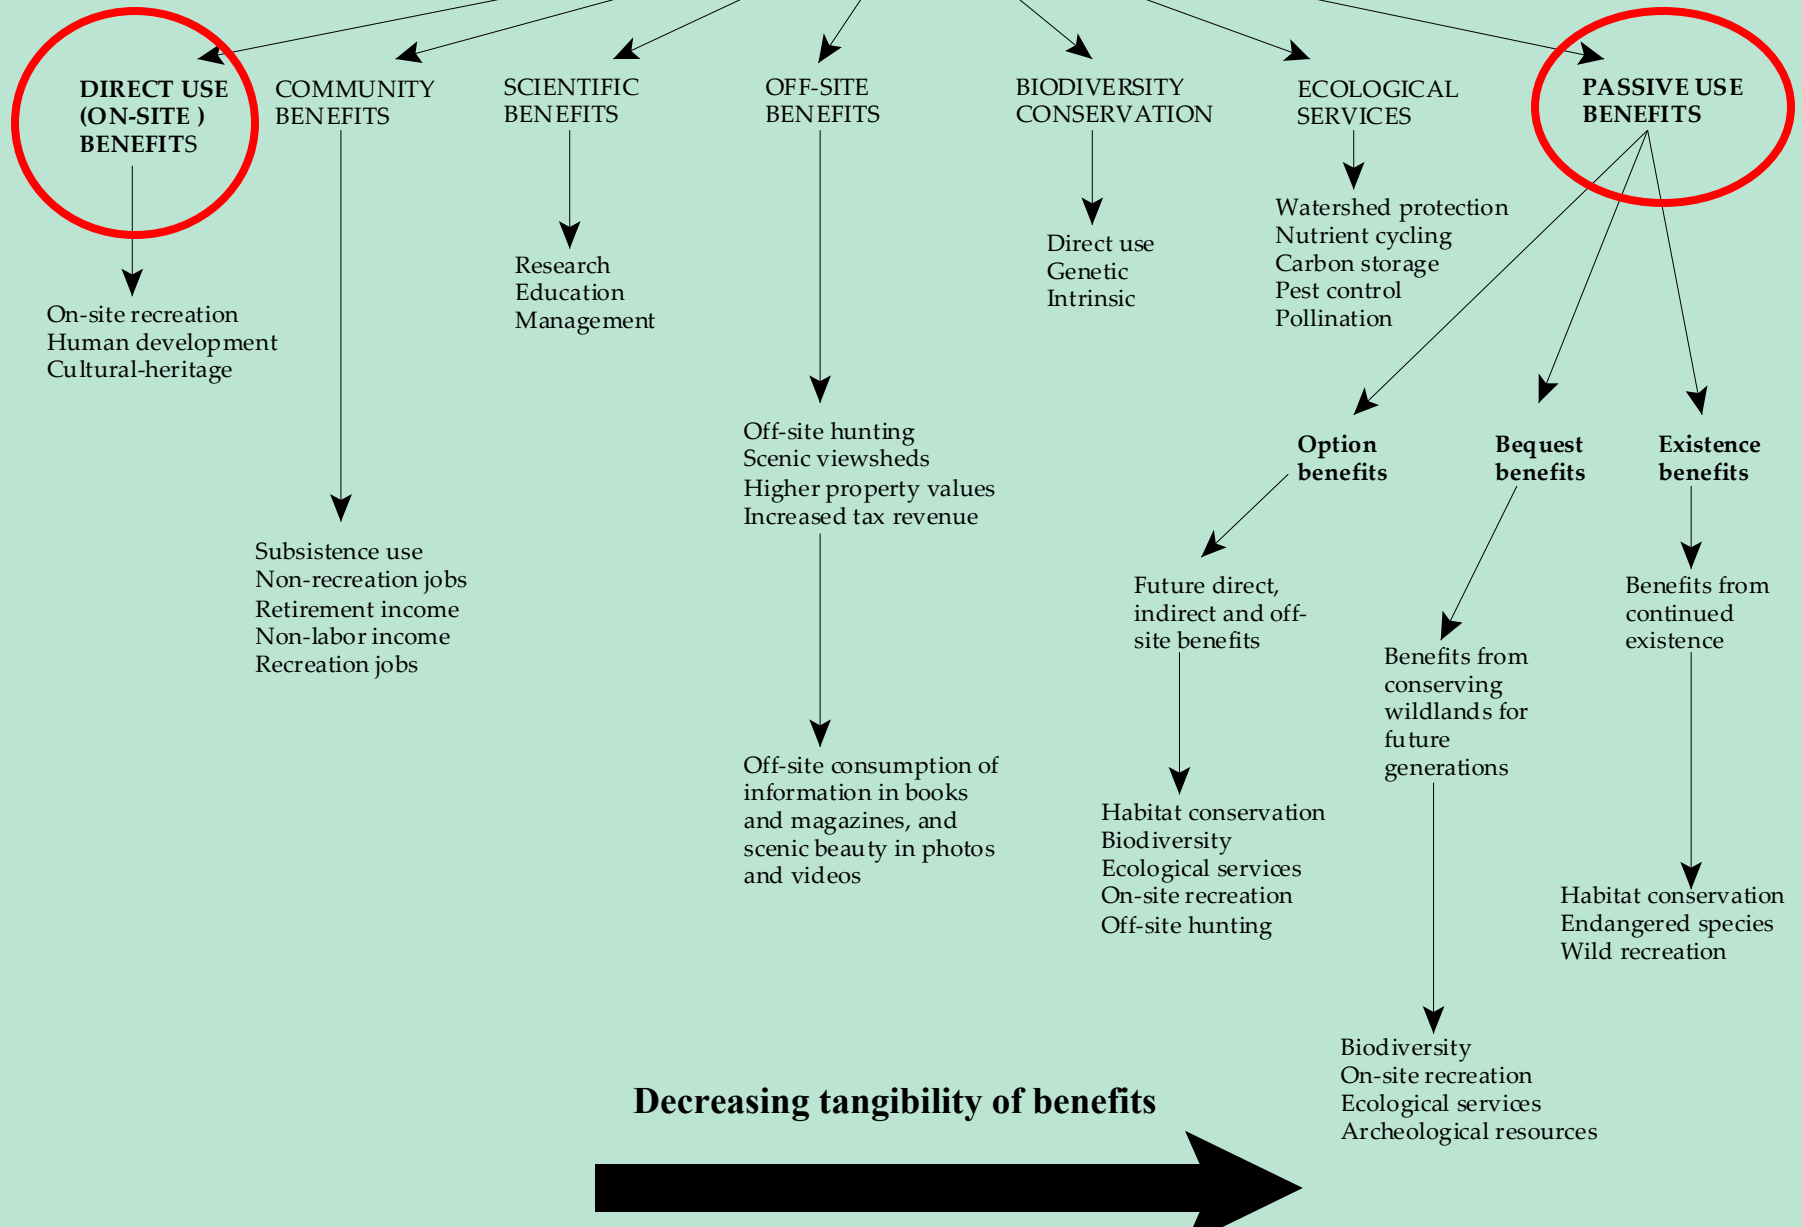 DIRECT USE
(ON-SITE )
BENEFITS
COMMUNITY
BENEFITS
SCIENTIFIC
BENEFITS
OFF-SITE
BENEFITS
BIODIVERSITY
CONSERVATION
ECOLOGICAL
SERVICES
PASSIVE USE
BENEFITS
On-site recreation
Human development
Cultural-heritage
Subsistence use
Non-recreation jobs
Retirement income
Non-labor income
Recreation jobs
Research
Education
Management
Off-site hunting
Scenic viewsheds
Higher property values
Increased tax revenue
Off-site consumption of
information in books
and magazines, and
scenic beauty in photos
and videos
Direct use
Genetic
Intrinsic
Watershed protection
Nutrient cycling
Carbon storage
Pest control
Pollination
Option
benefits
Future direct,
indirect and off-
site benefits
Habitat conservation
Biodiversity
Ecological services
On-site recreation
Off-site hunting
Bequest
benefits
Benefits from
conserving
wildlands for
future
generations
Biodiversity
On-site recreation
Ecological services
Archeological resources
Existence
benefits
Benefits from
continued
existence
Habitat conservation
Endangered species
Wild recreation
Decreasing tangibility of benefits